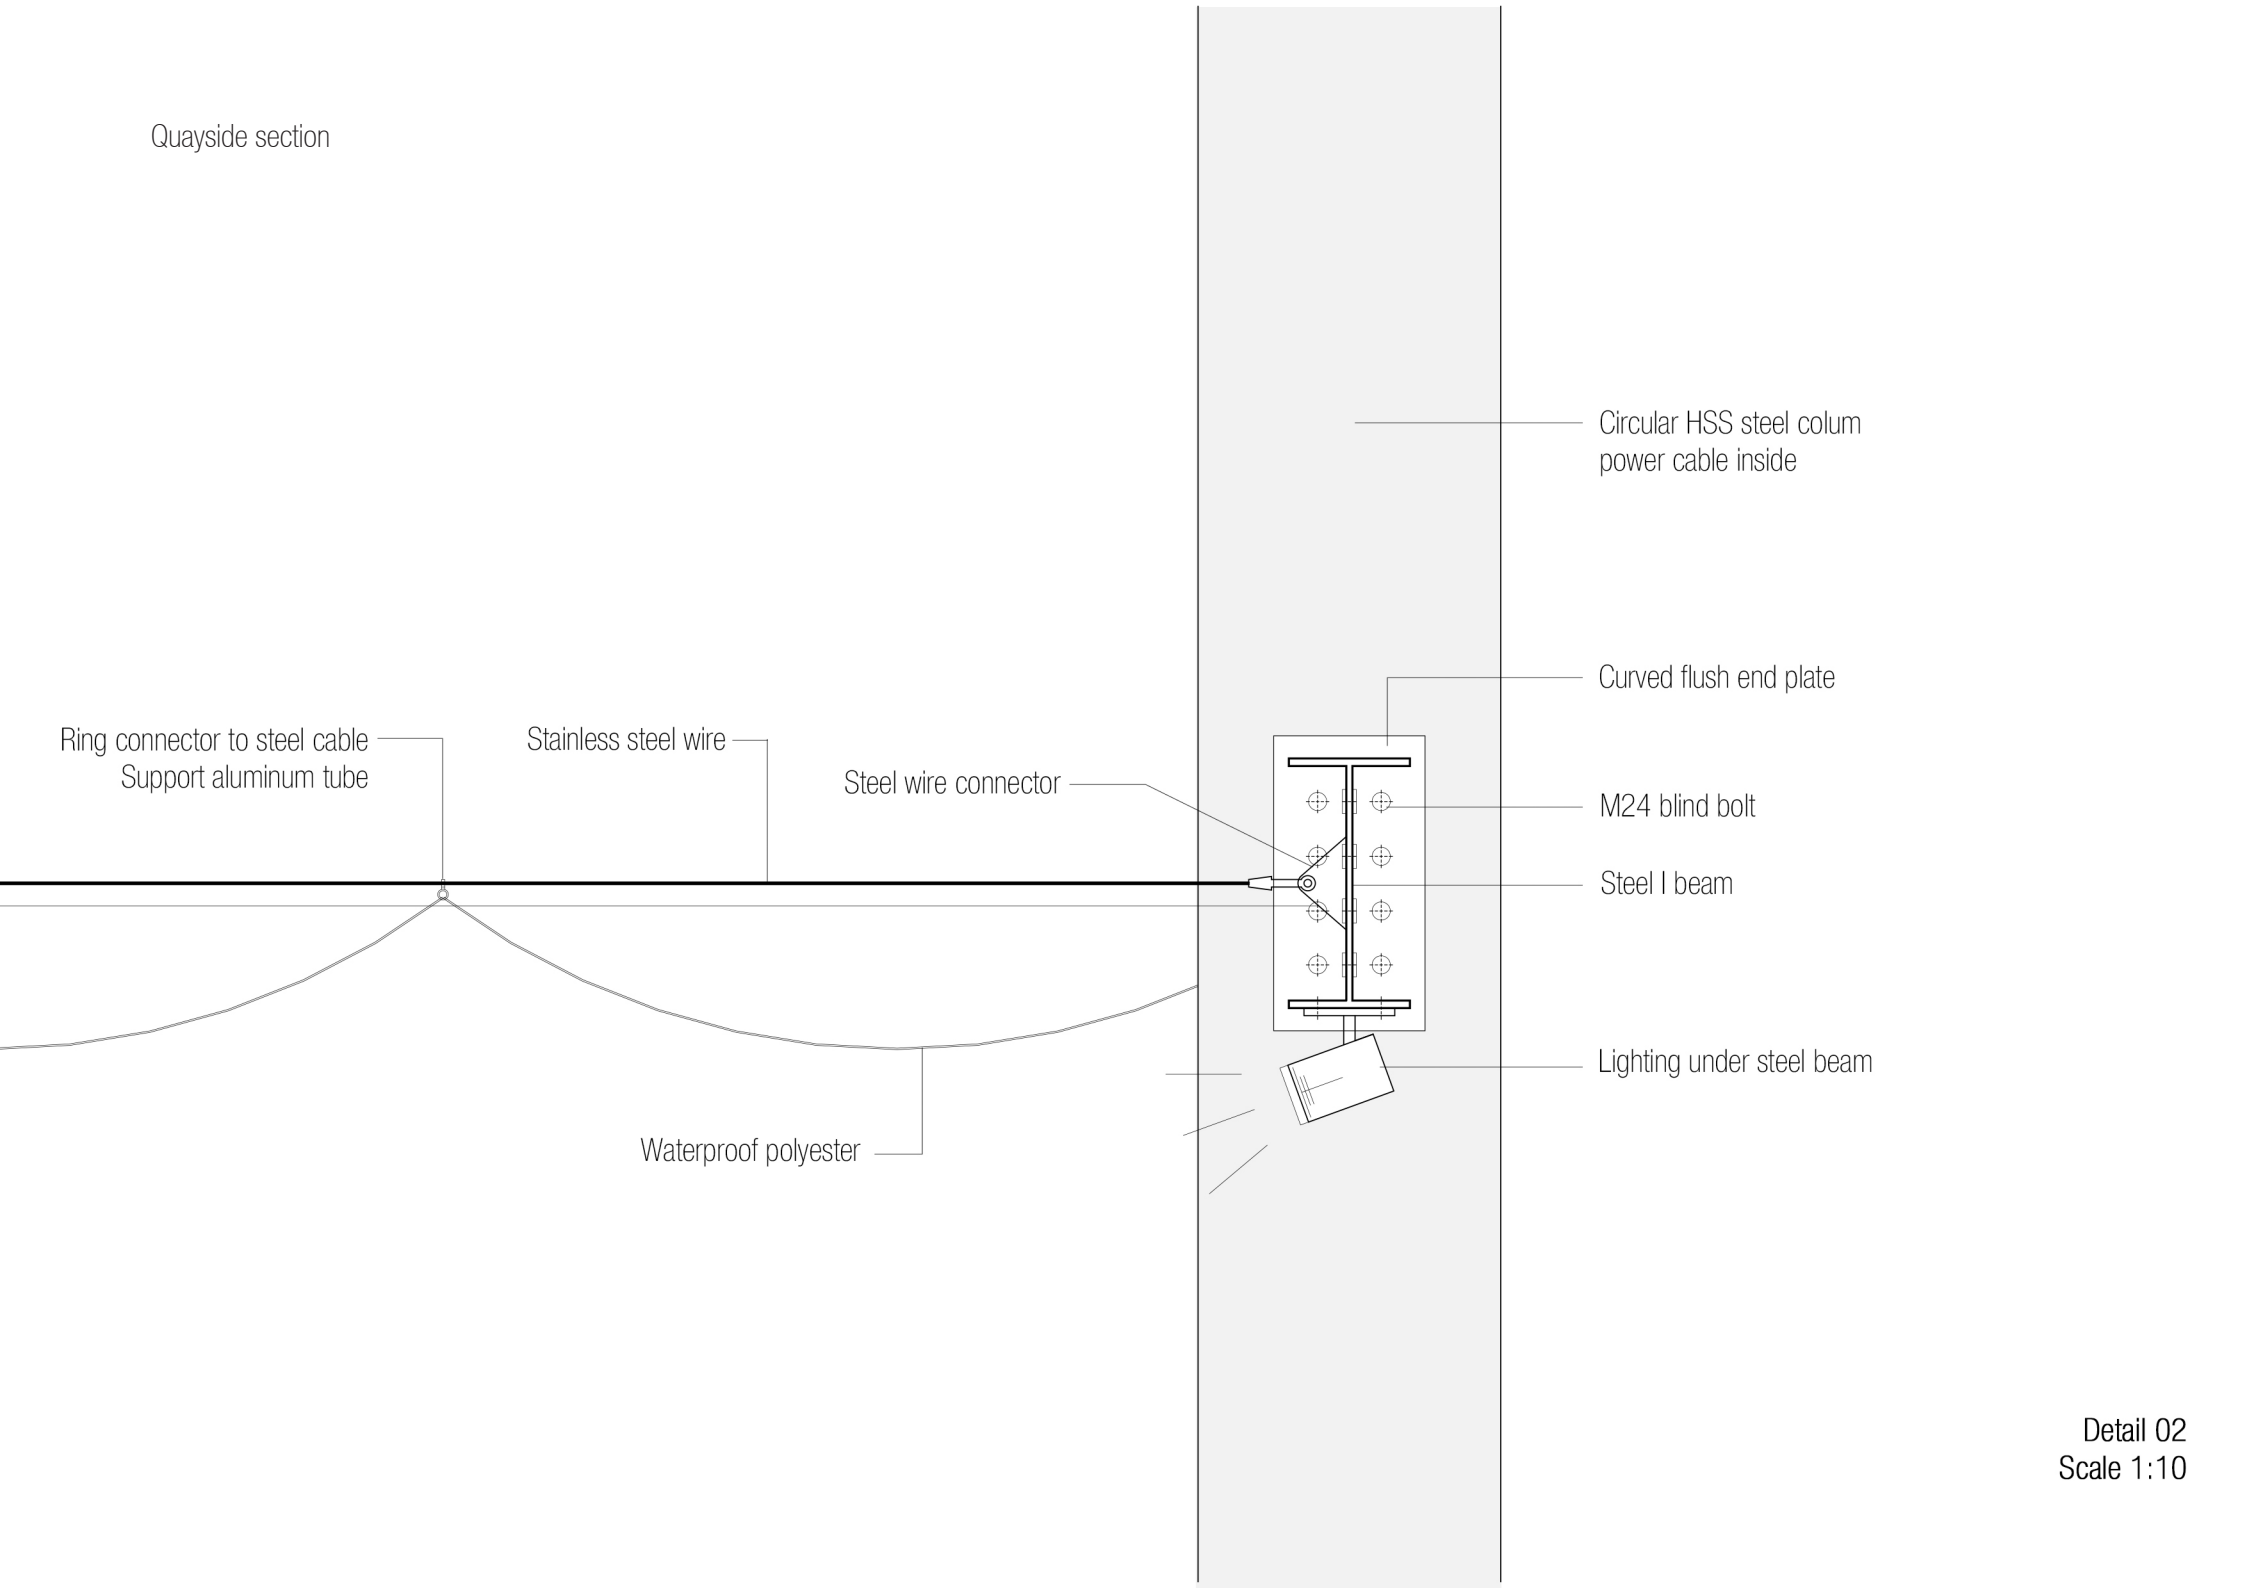 Quayside section
Circular HSS steel colum
power cable inside
Curved flush end plate
Ring connector to steel cable
Support aluminum tube
Stainless steel wire
Steel wire connector
M24 blind bolt
Steel I beam
Lighting under steel beam
Waterproof polyester
Detail 02
Scale 1:10